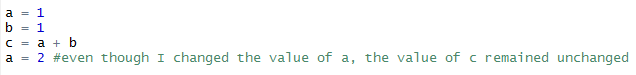 a = 1
b = 1
c = a + b
a = 2 #even though I changed the value of a, the value of c remained unchanged